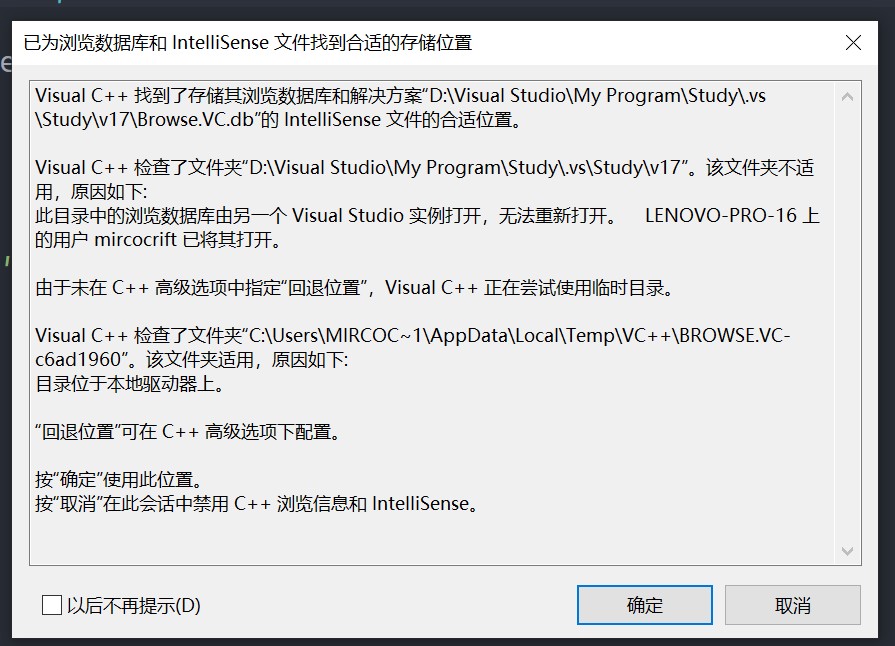 已为浏览数据库和 IntelliSense 文件找到合适的存储位置
Visual C++ 找到了存储其浏览数据库和解决方案“D:\Visual Studio\My Program\Study\.vs
\Study\v17\Browse.VC.db”的 IntelliSense 文件的合适位置。
Visual C++ 检查了文件夹“D:\Visual Studio\My Program\Study\.vs\Study\v17”。该文件夹不适
用，原因如下:
此目录中的浏览数据库由另一个 Visual Studio 实例打开，无法重新打开。 LENOVO-PRO-16 上
的用户 mircocrift 已将其打开。
由于未在 C++ 高级选项中指定“回退位置”，Visual C++ 正在尝试使用临时目录。
Visual C++ 检查了文件夹“C:\Users\MIRCOC~1\AppData\Local\Temp\VC++\BROWSE.VC-
c6ad1960”。该文件夹适用，原因如下:
目录位于本地驱动器上。
“回退位置”可在 C++ 高级选项下配置。
按“确定”使用此位置。
按“取消”在此会话中禁用 C++ 浏览信息和 IntelliSense。
以后不再提示(D)
确定
取消